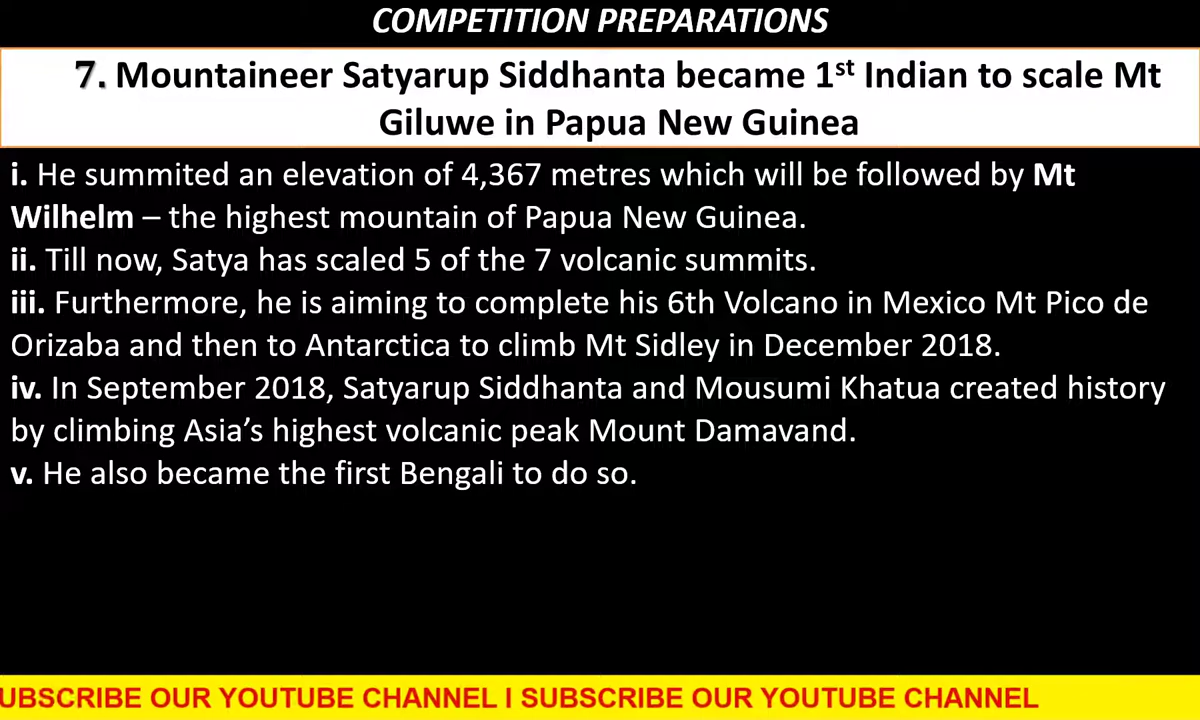 COMPETITION PREPARATIONS
7. Mountaineer Satyarup Siddhanta became 1st Indian to scale Mt
Giluwe in Papua New Guinea
i. He summited an elevation of 4,367 metres which will be followed by Mt
Wilhelm – the highest mountain of Papua New Guinea.
ii. Till now, Satya has scaled 5 of the 7 volcanic summits.
iii. Furthermore, he is aiming to complete his 6th Volcano in Mexico Mt Pico de
Orizaba and then to Antarctica to climb Mt Sidley in December 2018.
iv. In September 2018, Satyarup Siddhanta and Mousumi Khatua created history
by climbing Asia’s highest volcanic peak Mount Damavand.
v. He also became the first Bengali to do so.
UBSCRIBE OUR YOUTUBE CHANNEL I SUBSCRIBE OUR YOUTUBE CHANNEL